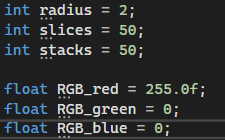 int radius = 2;
int slices = 50;
int stacks = 50;
float RGB_red = 255.0f;
float RGB_green = 0;
float RGB_blue = 0;